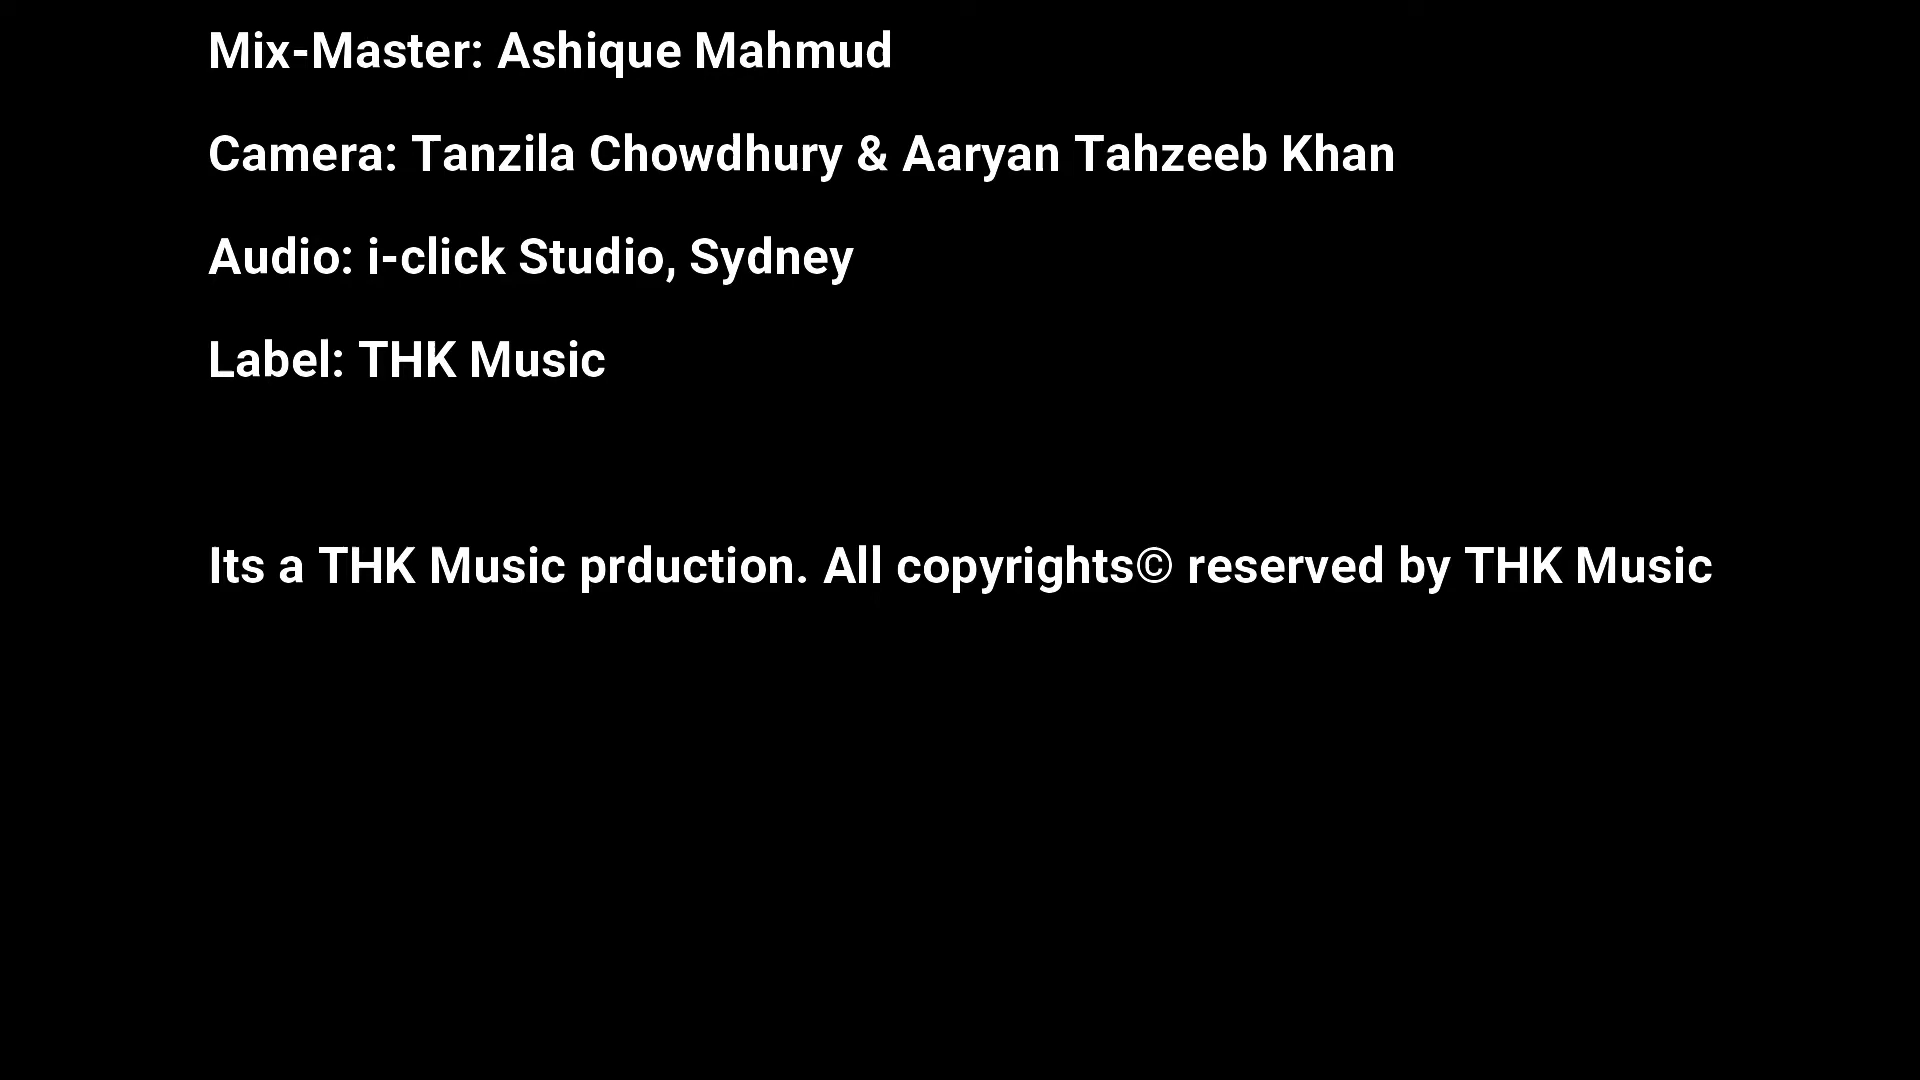 Mix-Master: Ashique Mahmud
Camera: Tanzila Chowdhury & Aaryan Tahzeeb Khan
Audio: i-click Studio, Sydney
Label: THK Music
Its a THK Music prduction. All copyrights© reserved by THK Music